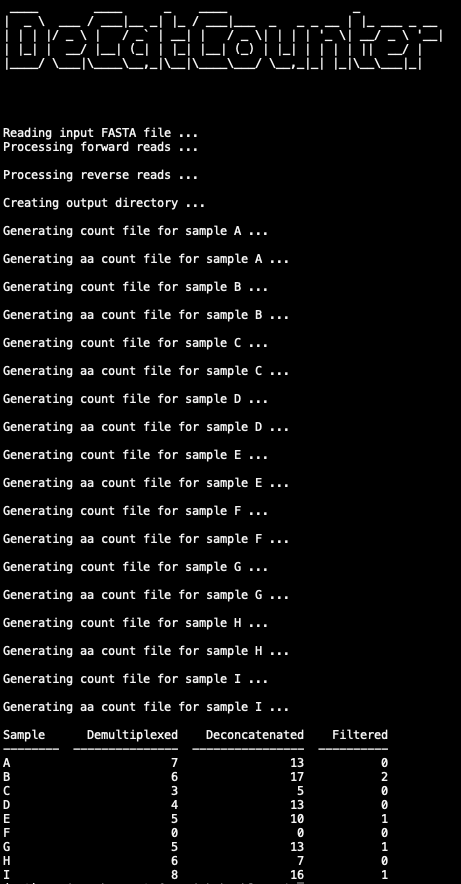 DeCatCounter
Reading input FASTA file ...
Processing forward reads ...
Processing reverse reads ...
Creating output directory ...
Generating count file for sample A ...
Generating aa count file for sample A ...
Generating count file for sample B ...
Generating aa count file for sample B ...
Generating count file for sample C ...
Generating aa count file for sample C ...
Generating count file for sample D ...
Generating aa count file for sample D ...
Generating count file for sample E ...
Generating aa count file for sample E ...
Generating count file for sample F ...
Generating aa count file for sample F ...
Generating count file for sample G ...
Generating aa count file for sample G ...
Generating count file for sample H ...
Generating aa count file for sample H ...
Generating count file for sample I ...
Generating aa count file for sample I ...
Sample Demultiplexed Deconcatenated Filtered
A 7 13 0
B 6 17 2
C 3 5 0
D 4 13 0
E 5 10 1
F 0 0 0
G 5 13 1
H 6 7 0
I 8 16 1